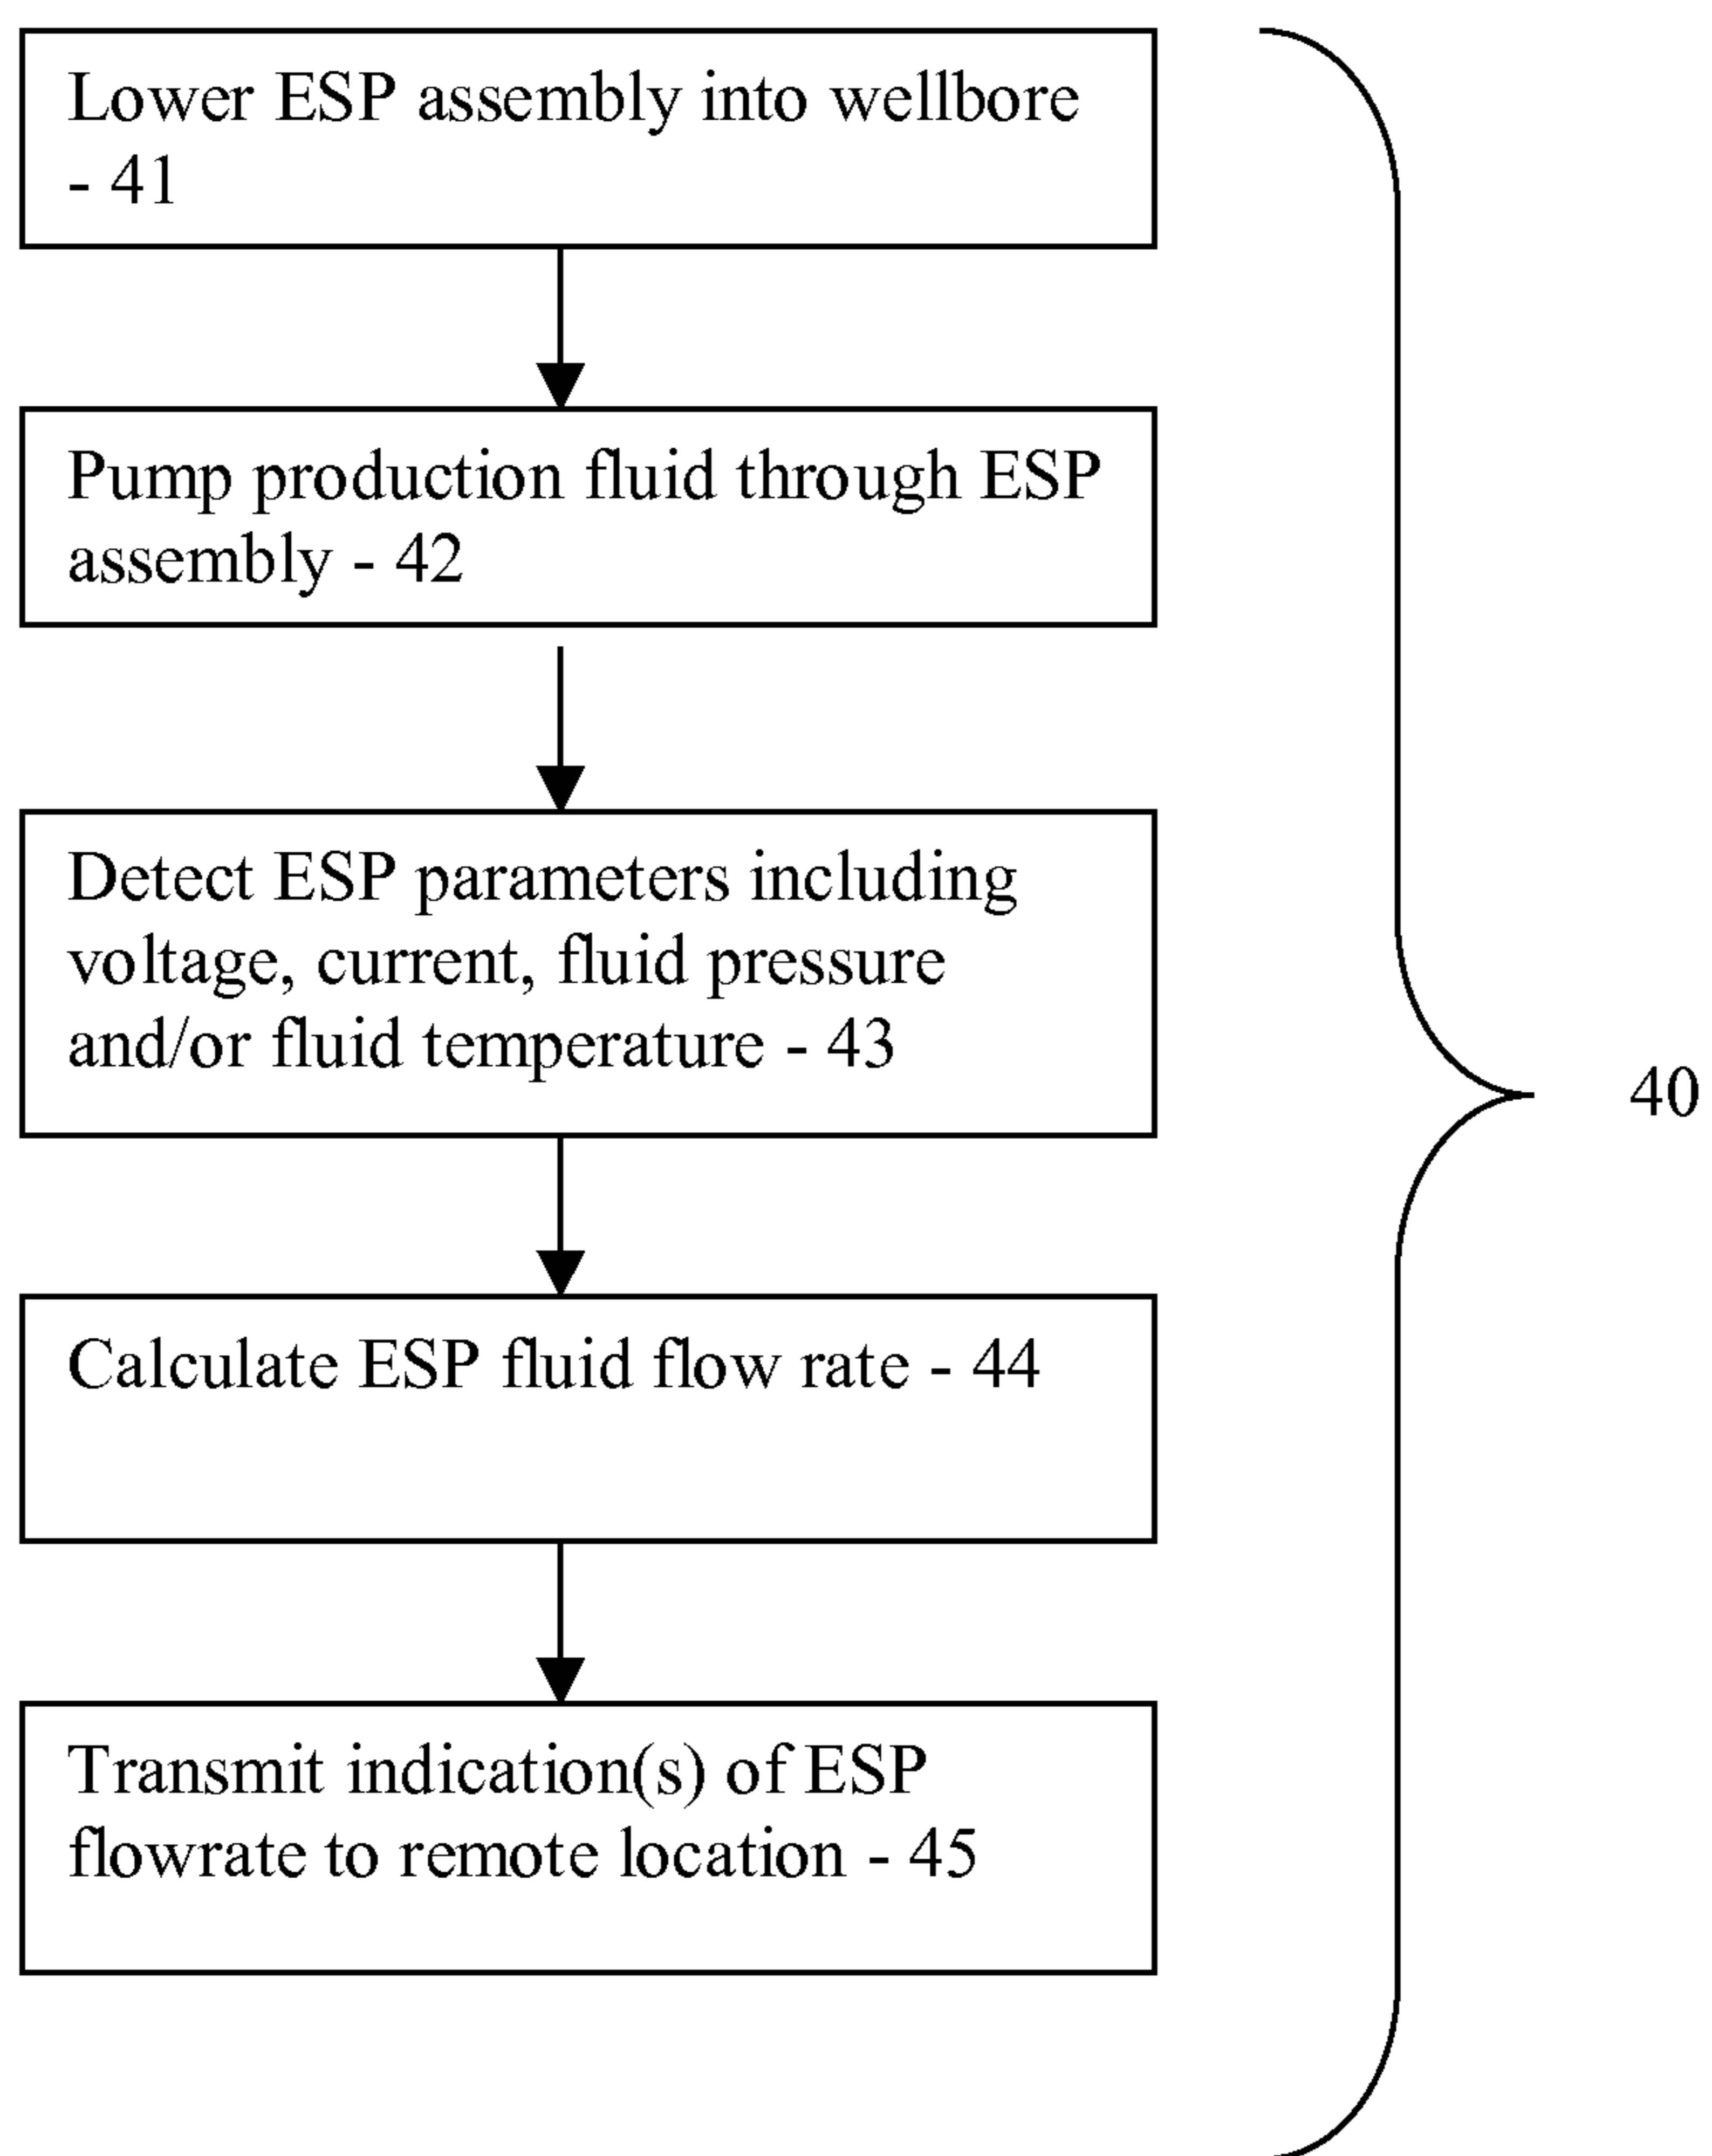 Lower ESP assembly into wellbore
- 41
Pump production fluid through ESP
assembly - 42
Detect ESP parameters including
voltage, current, fluid pressure
and/or fluid temperature - 43
40
Calculate ESP fluid flow rate - 44
Transmit indication(s) of ESP
flowrate to remote location - 45